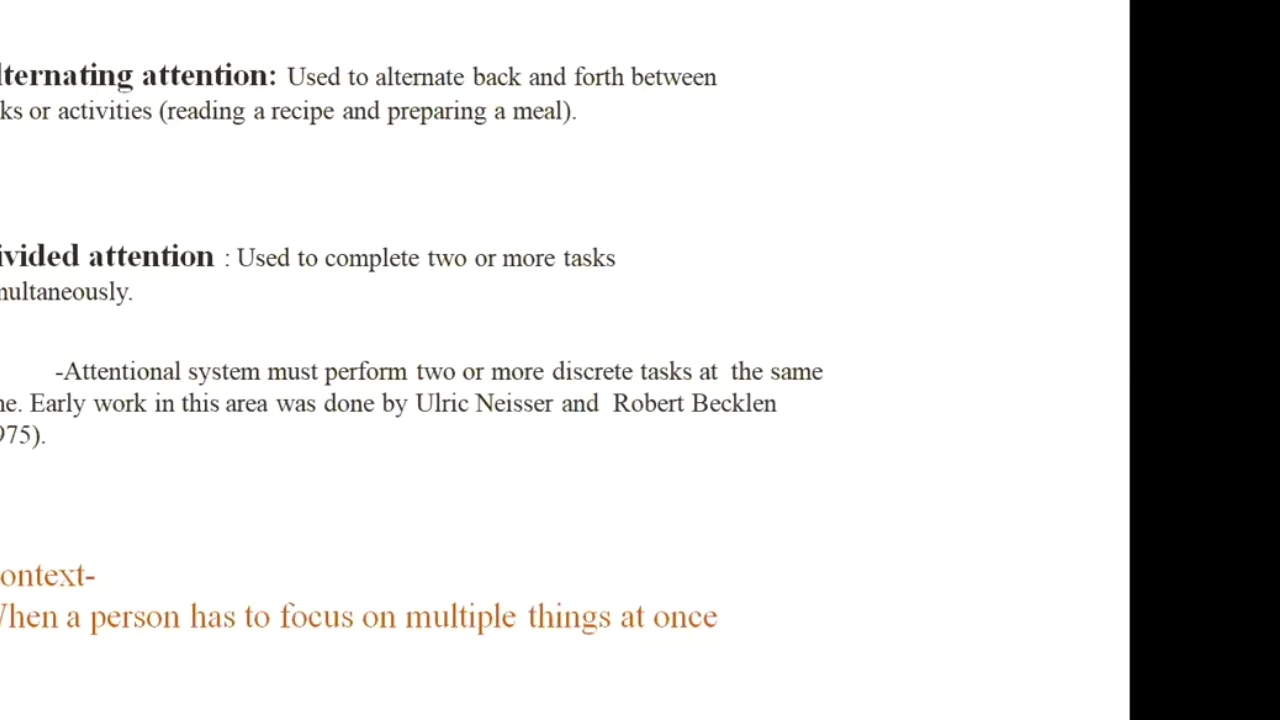 lternating attention: Used to alternate back and forth between
ks or activities (reading a recipe and preparing a meal).
ivided attention : Used to complete two or more tasks
multaneously.
-Attentional system must perform two or more discrete tasks at the same
ne. Early work in this area was done by Ulric Neisser and Robert Becklen
975).
ontext-
When a person has to focus on multiple things at once